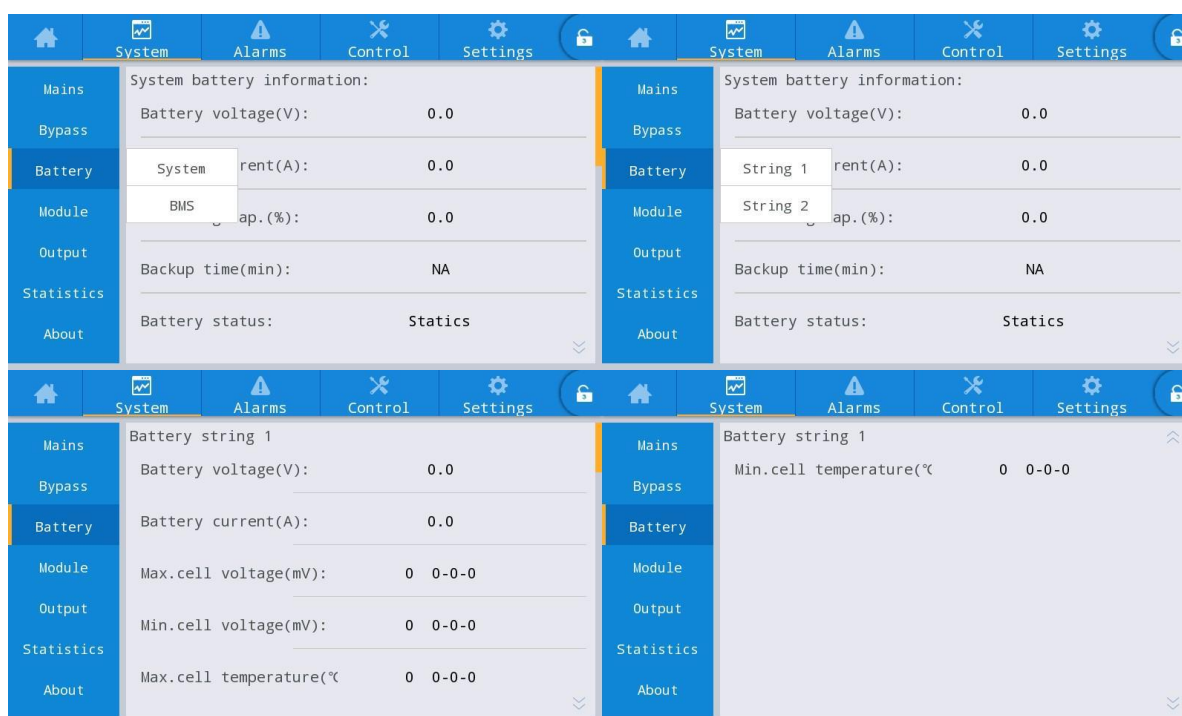 System Alarms Control Settings
Mains
Bypass
Battery
Module
Output
Statistics
About
System battery information:
Battery voltage(V): 0.0
System
BMS
rent(A): 0.0
ap.(%): 0.0
Backup time(min): NA
Battery status: Statics
System Alarms Control Settings
Mains
Bypass
Battery
Module
Output
Statistics
About
System battery information:
Battery voltage(V): 0.0
String 1
String 2
rent(A): 0.0
ap.(%): 0.0
Backup time(min): NA
Battery status: Statics
System Alarms Control Settings
Mains
Bypass
Battery
Module
Output
Statistics
About
Battery string 1
Battery voltage(V): 0.0
Battery current(A): 0.0
Max.cell voltage(mV): 0 0-0-0
Min.cell voltage(mV): 0 0-0-0
Max.cell temperature(℃ 0 0-0-0
System Alarms Control Settings
Mains
Bypass
Battery
Module
Output
Statistics
About
Battery string 1
Min.cell temperature(℃ 0 0-0-0